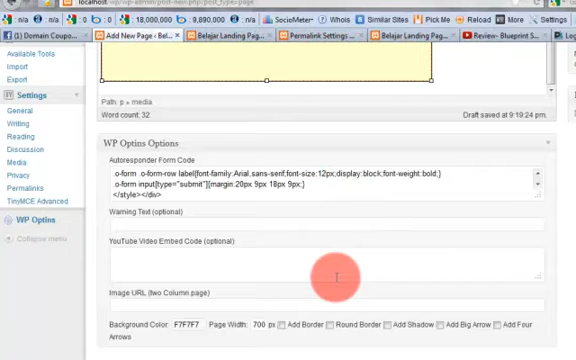 localhost/wp/wp-admin/post-new.php?post_type=page
n/a n/a 18,000,000 9,890,000 n/a SocioMeter Whois Similar Sites Pick Me Reload More Settings
Domain Coupo... Add New Page ‹ Bel... Belajar Landing Pag... Permalink Settings ... Belajar Landing Pag... Review- Blueprint S... Log
Available Tools
Import
Export
Settings
General
Writing
Reading
Discussion
Media
Privacy
Permalinks
TinyMCE Advanced
WP Optins
Collapse menu
Path: p » media
Word count: 32
Draft saved at 9:19:24 pm.
WP Optins Options
Autoresponder Form Code
.o-form .o-form-row label{font-family:Arial,sans-serif;font-size:12px;display:block;font-weight:bold;}
.o-form input[type="submit"]{margin:20px 9px 18px 9px;}
</style></div>
Warning Text (optional)
YouTube Video Embed Code (optional)
Image URL (two Column page)
Background Color: F7F7F7 Page Width: 700 px Add Border Round Border Add Shadow Add Big Arrow Add Four
Arrows